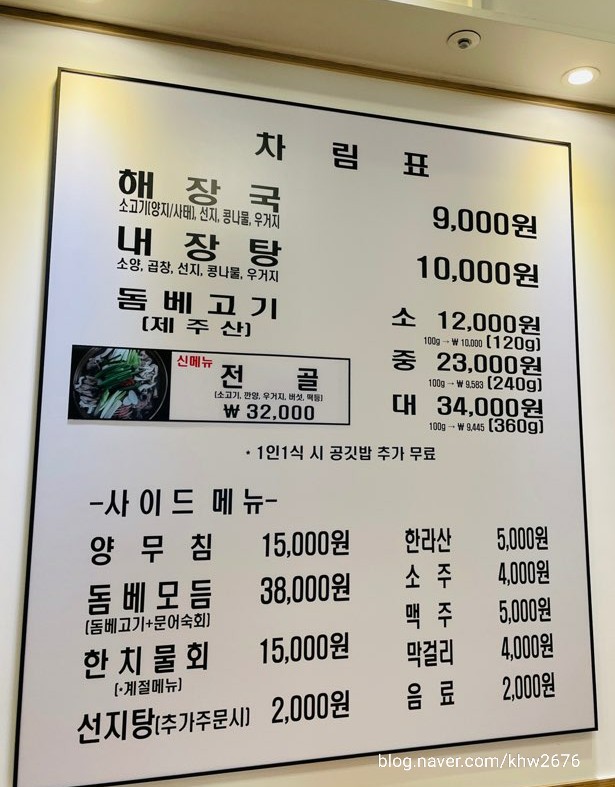 차 림 표
해 장 국 9,000원
소고기(양지/사태), 선지, 콩나물, 우거지
내 장 탕 10,000원
소양, 곱창, 선지, 콩나물, 우거지
돔 베 고 기
(제 주 산)
소 12,000원
100g → ₩ 10,000 (120g)
중 23,000원
100g → ₩ 9,583 (240g)
대 34,000원
100g → ₩ 9,445 (360g)
신메뉴
전 골
(소고기, 깐양, 우거지, 버섯, 떡등)
₩ 32,000
* 1인1식 시 공깃밥 추가 무료
-사 이 드 메 뉴-
양 무 침 15,000원
돔 베 모 듬 38,000원
(돔베고기+문어숙회)
한 치 물 회 15,000원
(*계절메뉴)
선지탕(추가주문시) 2,000원
한라산 5,000원
소 주 4,000원
맥 주 5,000원
막걸리 4,000원
음 료 2,000원
blog.naver.com/khw2676